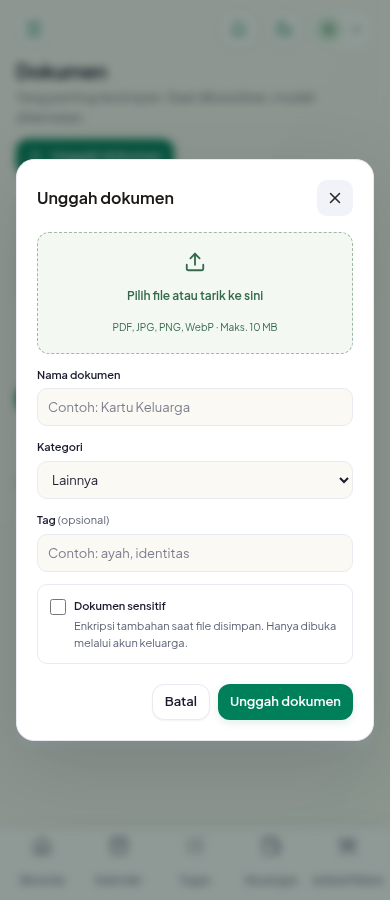 Dokumen
Unggah dokumen
Pilih file atau tarik ke sini
PDF, JPG, PNG, WebP · Maks. 10 MB
Nama dokumen
Contoh: Kartu Keluarga
Kategori
Lainnya
Tag (opsional)
Contoh: ayah, identitas
Dokumen sensitif
Enkripsi tambahan saat file disimpan. Hanya dibuka
melalui akun keluarga.
Batal
Unggah dokumen